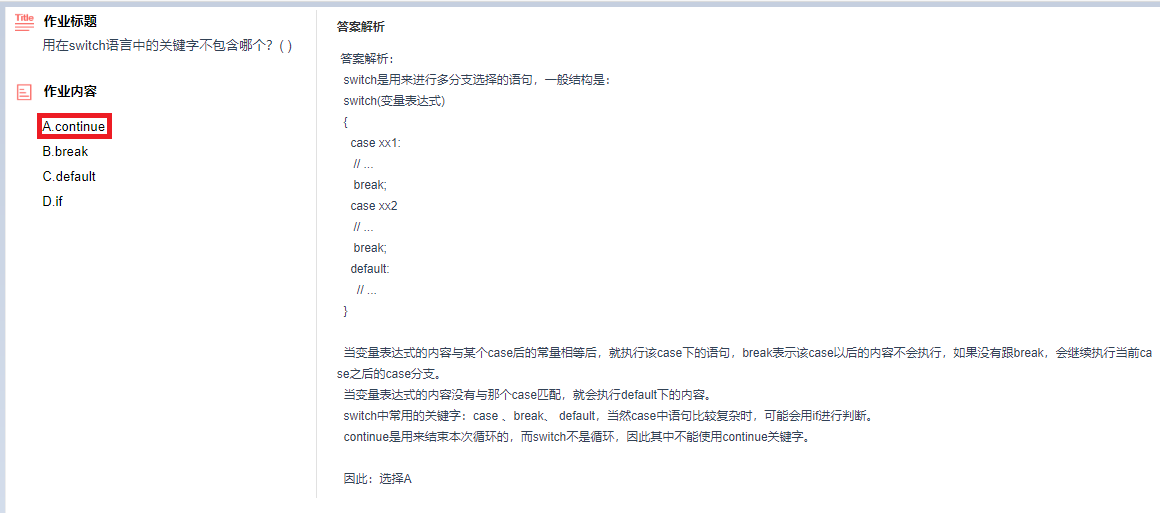 Title 作业标题
用在switch语言中的关键字不包含哪个？( )
作业内容
A.continue
B.break
C.default
D.if
答案解析
答案解析：
switch是用来进行多分支选择的语句，一般结构是：
switch(变量表达式)
{
case xx1:
// ...
break;
case xx2
// ...
break;
default:
// ...
}
当变量表达式的内容与某个case后的常量相等后，就执行该case下的语句，break表示该case以后的内容不会执行，如果没有跟break，会继续执行当前ca
se之后的case分支。
当变量表达式的内容没有与那个case匹配，就会执行default下的内容。
switch中常用的关键字：case 、break、 default，当然case中语句比较复杂时，可能会用if进行判断。
continue是用来结束本次循环的，而switch不是循环，因此其中不能使用continue关键字。
因此：选择A